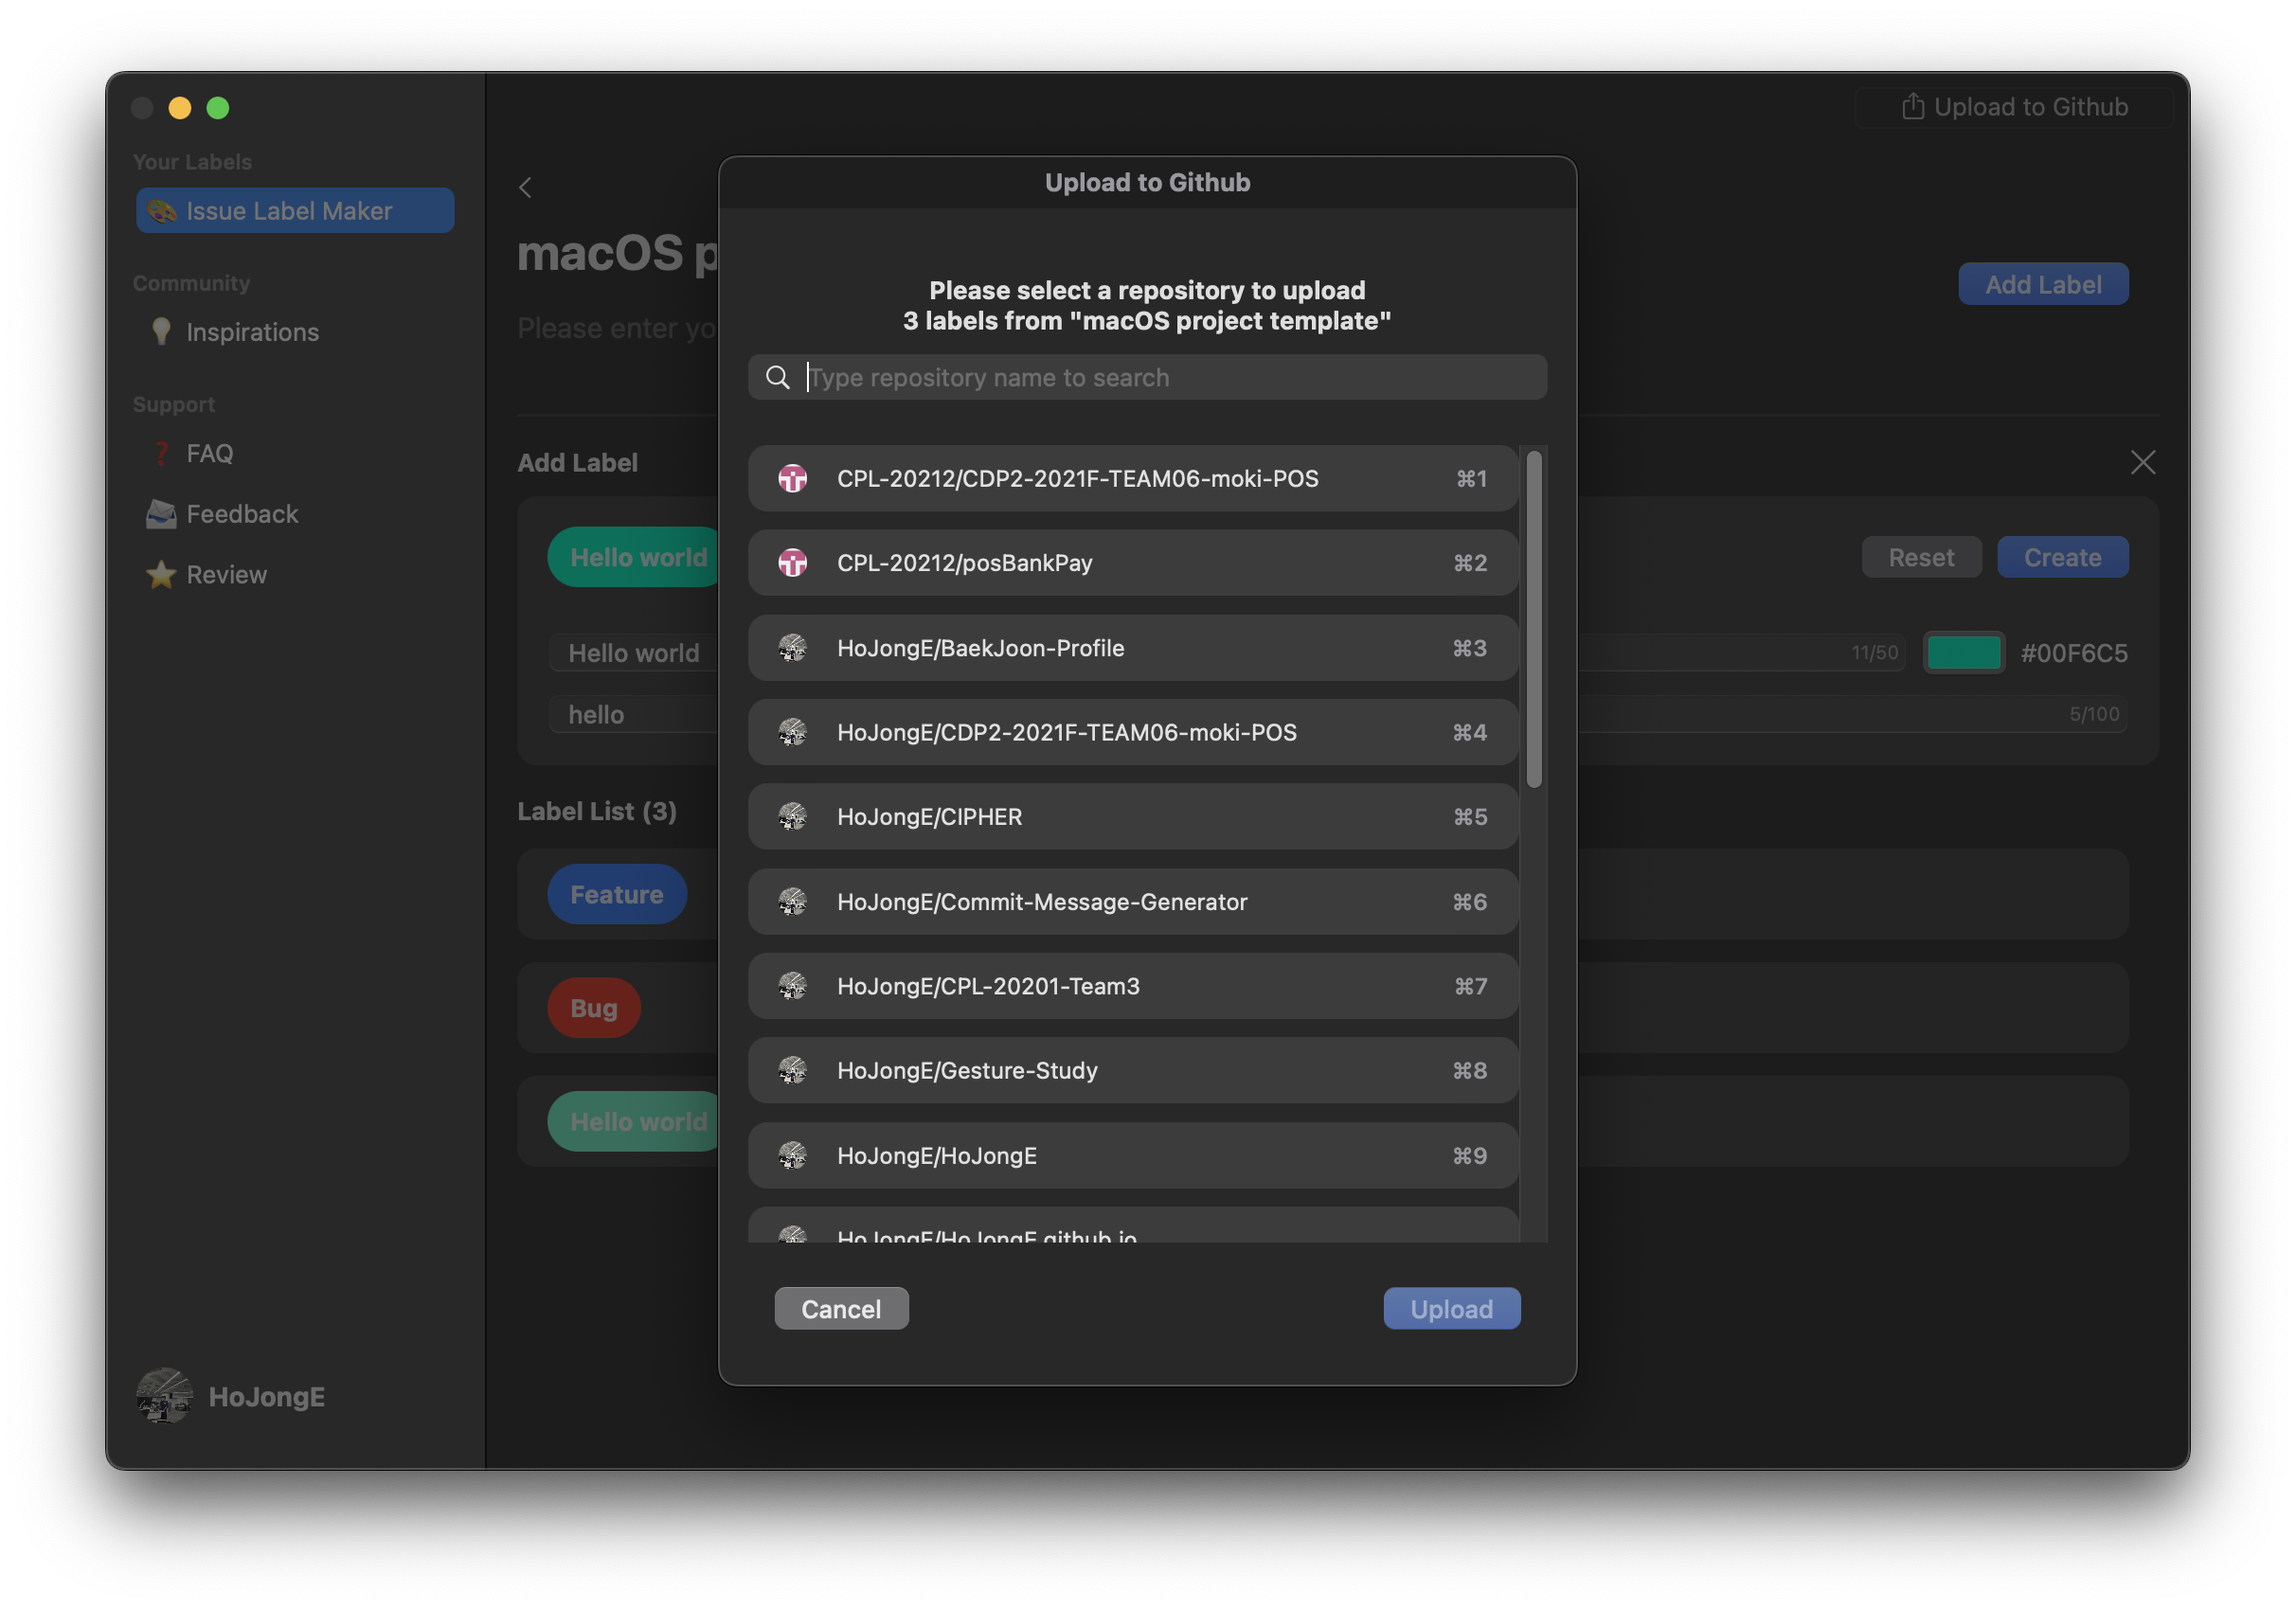 Upload to Github
Your Labels
Issue Label Maker
Community
Inspirations
Support
FAQ
Feedback
Review
HoJongE
macOS p
Please enter yo
Add Label
Add Label
Hello world
Reset
Create
Hello world
11/50
#00F6C5
hello
5/100
Label List (3)
Feature
Bug
Hello world
Upload to Github
Please select a repository to upload
3 labels from "macOS project template"
Type repository name to search
CPL-20212/CDP2-2021F-TEAM06-moki-POS ⌘1
CPL-20212/posBankPay ⌘2
HoJongE/BaekJoon-Profile ⌘3
HoJongE/CDP2-2021F-TEAM06-moki-POS ⌘4
HoJongE/CIPHER ⌘5
HoJongE/Commit-Message-Generator ⌘6
HoJongE/CPL-20201-Team3 ⌘7
HoJongE/Gesture-Study ⌘8
HoJongE/HoJongE ⌘9
HoJongE/HoJongE.github.io
Cancel
Upload